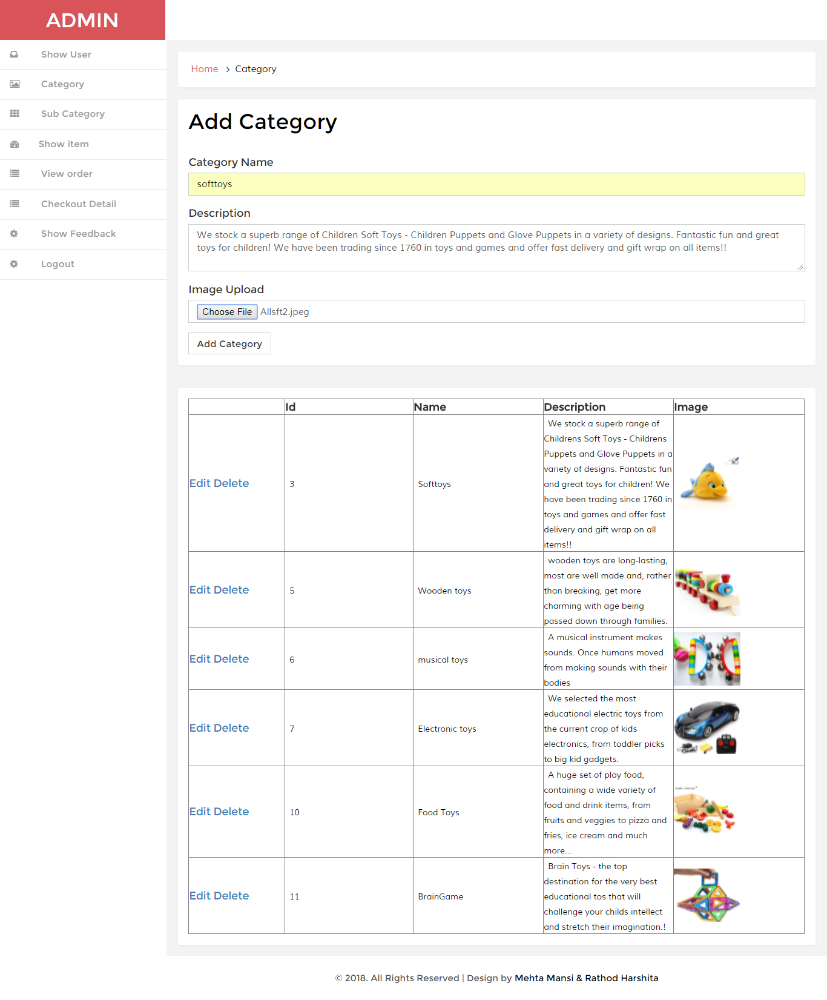 ADMIN
Show User
Category
Sub Category
Show item
View order
Checkout Detail
Show Feedback
Logout
Home > Category
Add Category
Category Name
softtoys
Description
We stock a superb range of Children Soft Toys - Children Puppets and Glove Puppets in a variety of designs. Fantastic fun and great
toys for children! We have been trading since 1760 in toys and games and offer fast delivery and gift wrap on all items!!
Image Upload
Choose File Allsft2.jpeg
Add Category
Id Name Description Image
Edit Delete 3 Softtoys
We stock a superb range of
Childrens Soft Toys - Childrens
Puppets and Glove Puppets in a
variety of designs. Fantastic fun
and great toys for children! We
have been trading since 1760 in
toys and games and offer fast
delivery and gift wrap on all
items!!
Edit Delete 5 Wooden toys
wooden toys are long-lasting,
most are well made and, rather
than breaking, get more
charming with age being
passed down through families.
Edit Delete 6 musical toys
A musical instrument makes
sounds. Once humans moved
from making sounds with their
bodies
Edit Delete 7 Electronic toys
We selected the most
educational electric toys from
the current crop of kids
electronics, from toddler picks
to big kid gadgets.
Edit Delete 10 Food Toys
A huge set of play food,
containing a wide variety of
food and drink items, from
fruits and veggies to pizza and
fries, ice cream and much
more...
Edit Delete 11 BrainGame
Brain Toys - the top
destination for the very best
educational tos that will
challenge your childs intellect
and stretch their imagination.!
© 2018. All Rights Reserved | Design by Mehta Mansi & Rathod Harshita